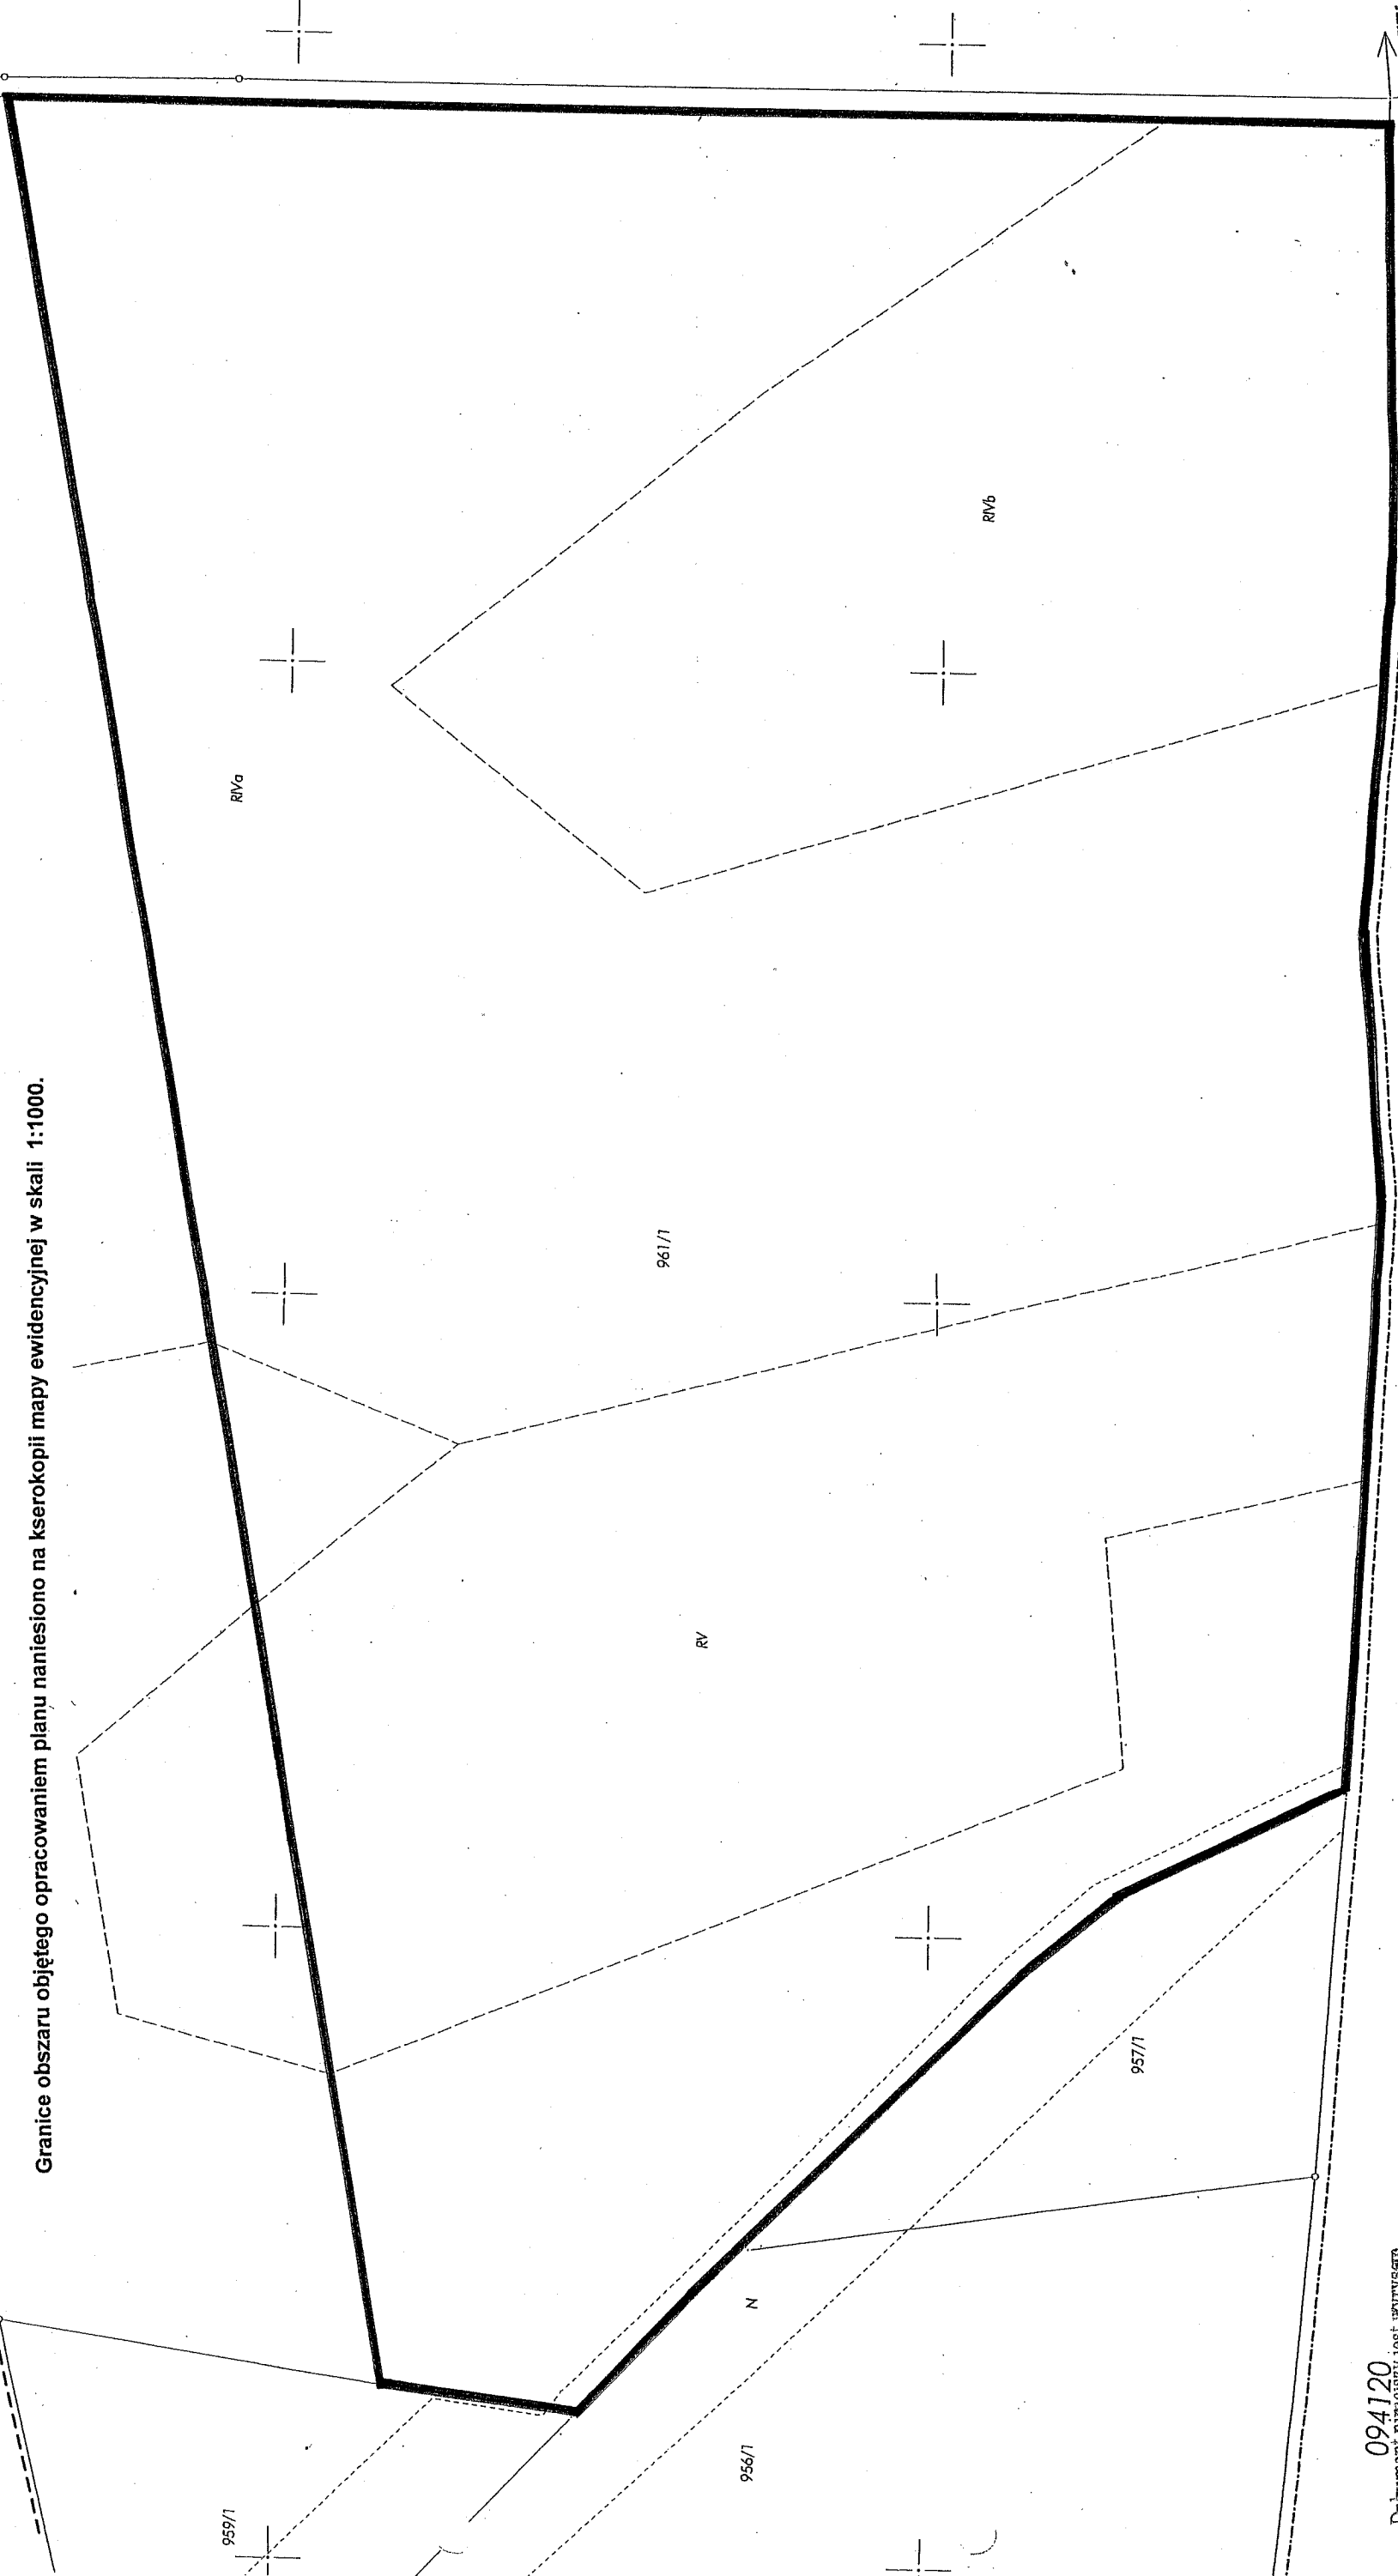 Granice obszaru objętego opracowaniem planu naniesiono na kserokopii mapy ewidencyjnej w skali 1:1000.
RIVa
RIVb
961/1
RV
957/1
N
956/1
959/1
094120